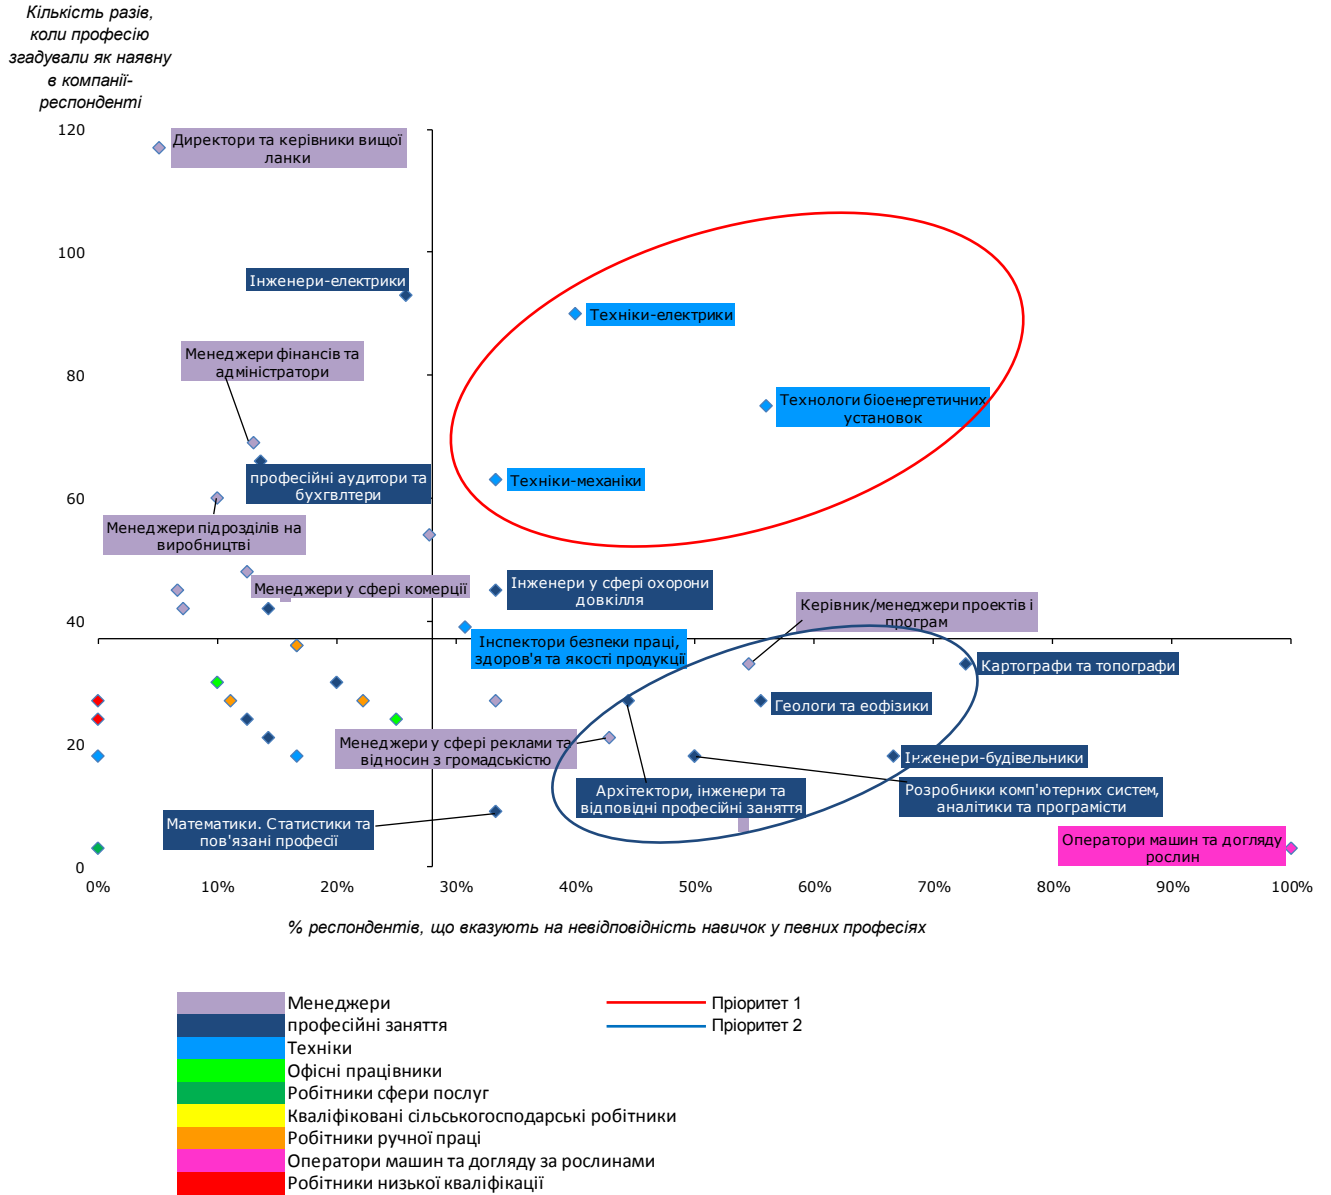 Кількість разів,
коли професію
згадували як наявну
в компанії-
респонденті
120
Директори та керівники вищої
ланки
100
Інженери-електрики
Техніки-електрики
Менеджери фінансів та
адміністратори
80
Технологи біоенергетичних
установок
професійні аудитори та
бухгвлтери
Техніки-механіки
60
Менеджери підрозділів на
виробництві
Менеджери у сфері комерції
Інженери у сфері охорони
довкілля
Керівник/менеджери проектів і
програм
40
Інспектори безпеки праці,
здоров'я та якості продукції
Картографи та топографи
Геологи та еофізики
20
Менеджери у сфері реклами та
відносин з громадськістю
Інженери-будівельники
Архітектори, інженери та
відповідні професійні заняття
Розробники комп'ютерних систем,
аналітики та програмісти
Математики. Статистики та
пов'язані професії
Оператори машин та догляду
рослин
0
0% 10% 20% 30% 40% 50% 60% 70% 80% 90% 100%
% респондентів, що вказують на невідповідність навичок у певних професіях
Менеджери
професійні заняття
Техніки
Офісні працівники
Робітники сфери послуг
Кваліфіковані сільськогосподарські робітники
Робітники ручної праці
Оператори машин та догляду за рослинами
Робітники низької кваліфікації
Пріоритет 1
Пріоритет 2